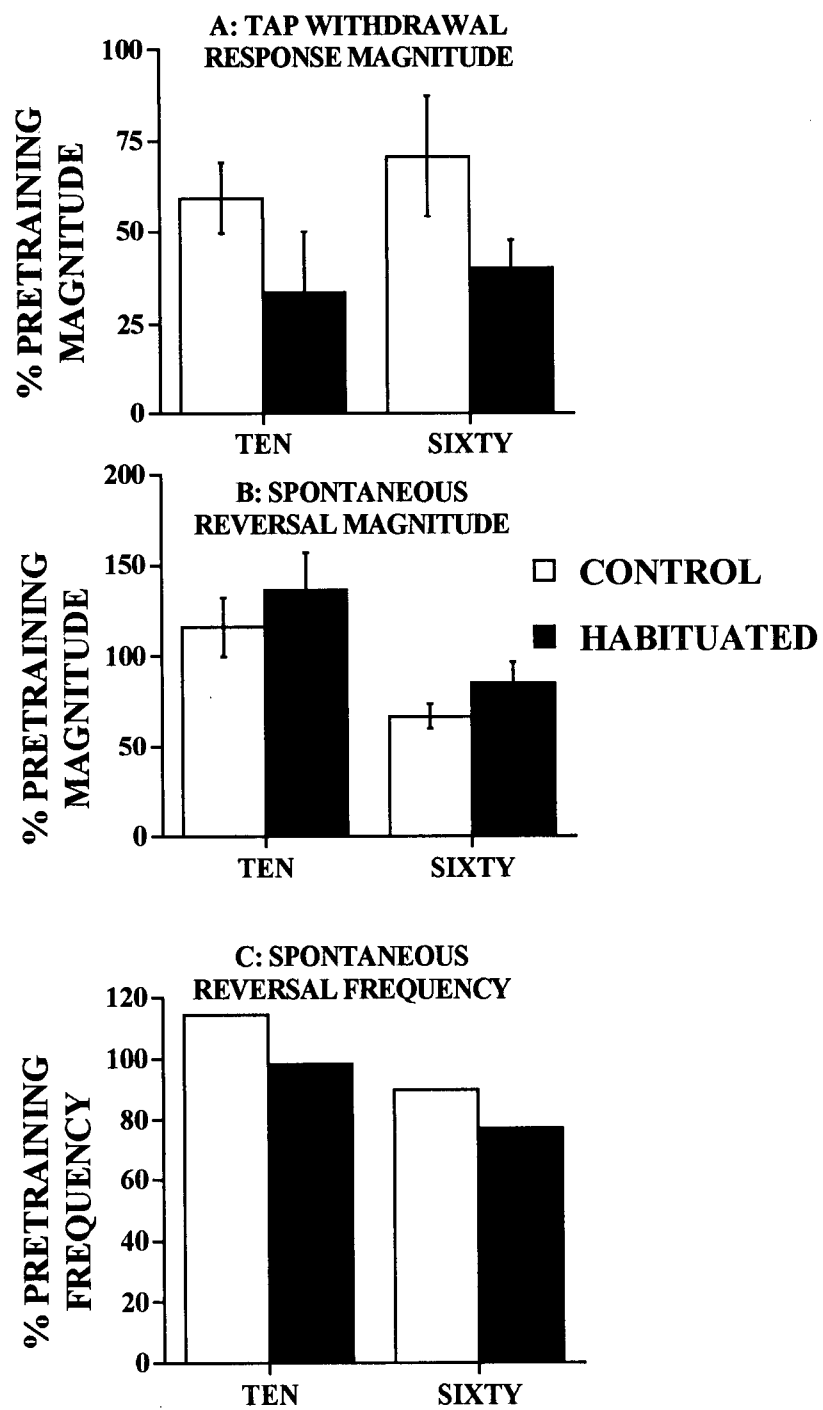 A: TAP WITHDRAWAL
RESPONSE MAGNITUDE
% PRETRAINING
MAGNITUDE
100
75
50
25
0
TEN
SIXTY
B: SPONTANEOUS
REVERSAL MAGNITUDE
% PRETRAINING
MAGNITUDE
200
150
100
50
0
TEN
SIXTY
CONTROL
HABITUATED
C: SPONTANEOUS
REVERSAL FREQUENCY
% PRETRAINING
FREQUENCY
120
100
80
60
40
20
0
TEN
SIXTY